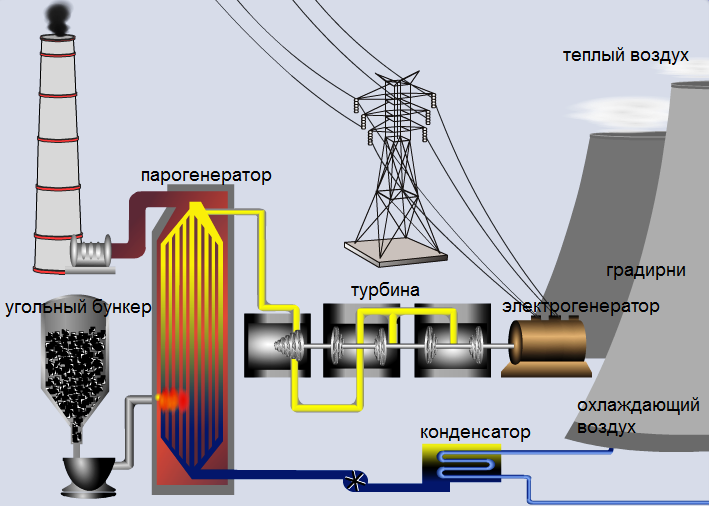 теплый воздух
парогенератор
градирни
турбина
угольный бункер
электрогенератор
охлаждающий
воздух
конденсатор